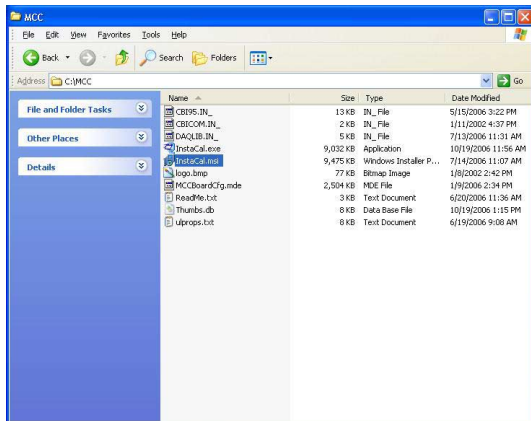 MCC
File Edit View Favorites Tools Help
Back Search Folders
Address C:\MCC Go
File and Folder Tasks
Other Places
Details
Name Size Type Date Modified
CBI95.IN_ 13 KB IN_ File 5/15/2006 3:22 PM
CBICOM.IN_ 2 KB IN_ File 1/11/2002 4:37 PM
DAQLIB.IN_ 5 KB IN_ File 7/13/2006 11:31 AM
InstaCal.exe 9,032 KB Application 10/19/2006 11:56 AM
InstaCal.msi 9,475 KB Windows Installer P... 7/14/2006 11:07 AM
logo.bmp 77 KB Bitmap Image 1/8/2002 2:42 PM
MCCBoardCfg.mde 2,504 KB MDE File 1/9/2006 2:34 PM
ReadMe.txt 3 KB Text Document 6/20/2006 11:36 AM
Thumbs.db 8 KB Data Base File 10/19/2006 1:15 PM
ulprops.txt 8 KB Text Document 6/19/2006 9:08 AM